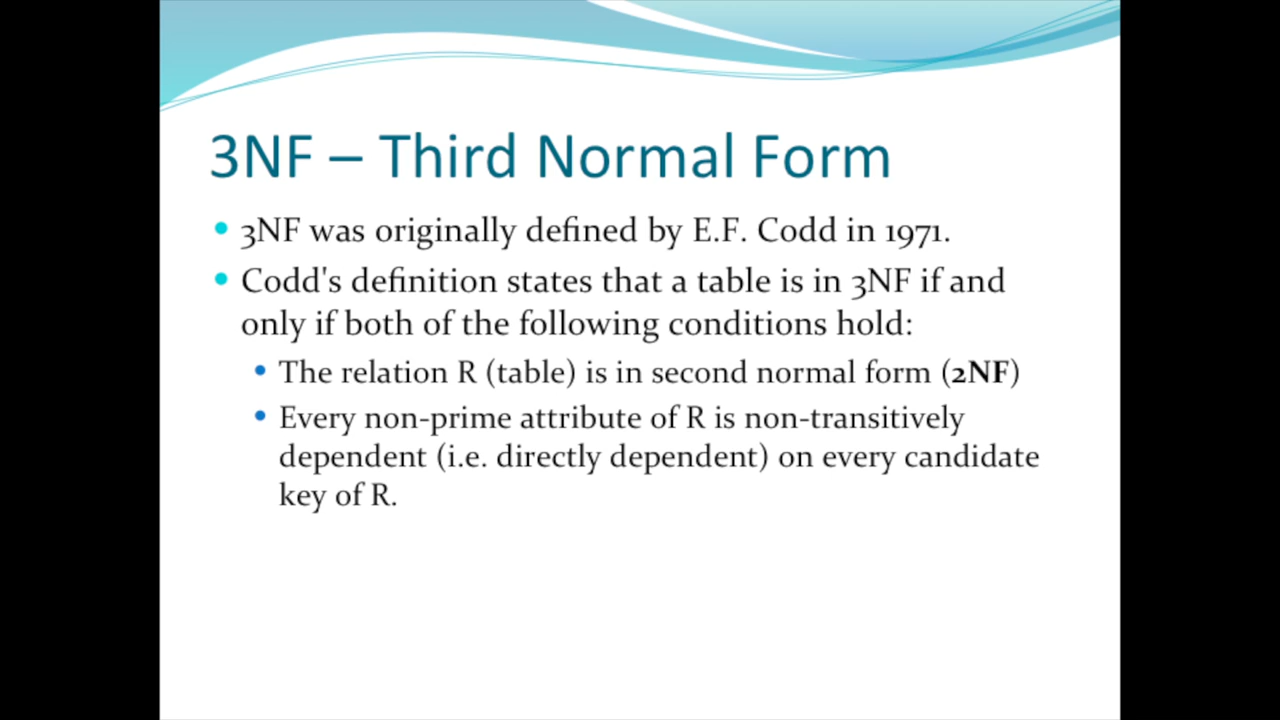 3NF – Third Normal Form
• 3NF was originally defined by E.F. Codd in 1971.
• Codd's definition states that a table is in 3NF if and
only if both of the following conditions hold:
• The relation R (table) is in second normal form (2NF)
• Every non-prime attribute of R is non-transitively
dependent (i.e. directly dependent) on every candidate
key of R.